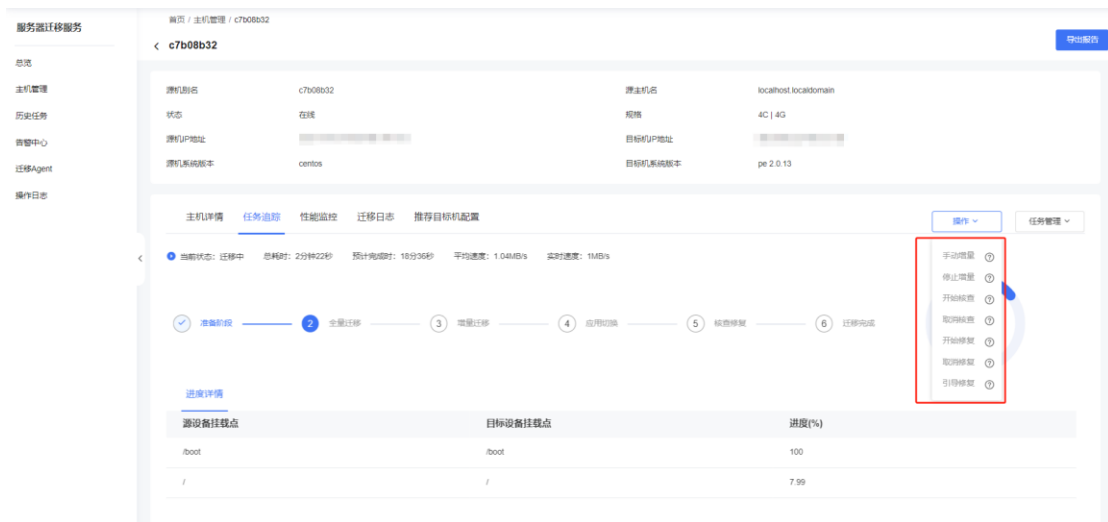 服务器迁移服务
总览
主机管理
历史任务
告警中心
迁移Agent
操作日志
首页 / 主机管理 / c7b08b32
c7b08b32
导出报告
源机别名 c7b08b32 源主机名 localhost.localdomain
状态 在线 规格 4C | 4G
源机IP地址 目标机IP地址
源机系统版本 centos 目标机系统版本 pe 2.0.13
主机详情 任务追踪 性能监控 迁移日志 推荐目标机配置 操作 任务管理
当前状态：迁移中 总耗时：2分钟22秒 预计完成时：18分36秒 平均速度：1.04MB/s 实时速度：1MB/s
手动增量
停止增量
开始核查
取消核查
开始修复
取消修复
引导修复
准备阶段 2 全量迁移 3 增量迁移 4 应用切换 5 核查修复 6 迁移完成
进度详情
源设备挂载点 目标设备挂载点 进度(%)
/boot /boot 100
/ / 7.99